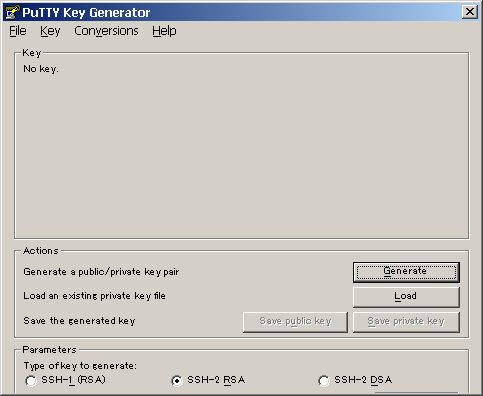 PuTTY Key Generator
File Key Conversions Help
Key
No key.
Actions
Generate a public/private key pair
Generate
Load an existing private key file
Load
Save the generated key
Save public key
Save private key
Parameters
Type of key to generate:
SSH-1 (RSA)
SSH-2 RSA
SSH-2 DSA